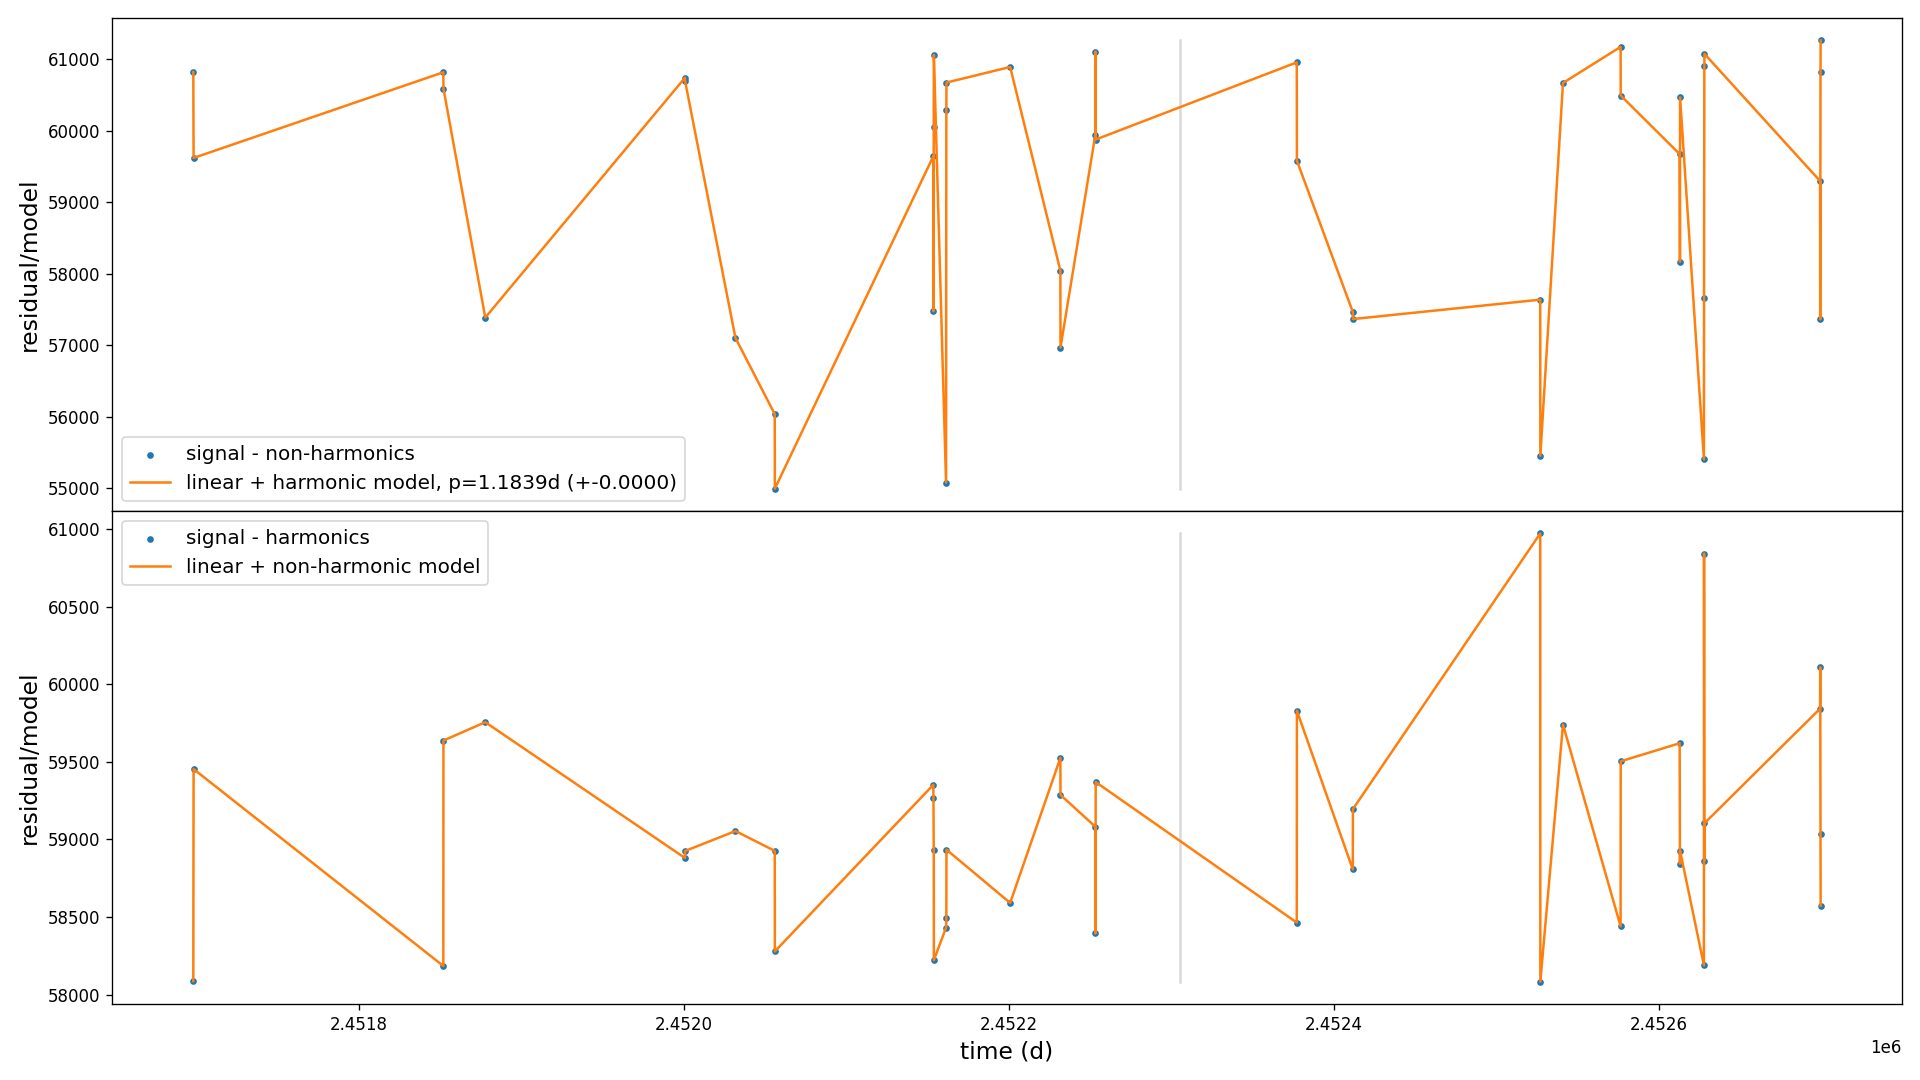 61000
60000
59000
58000
57000
56000
55000
residual/model
signal - non-harmonics
linear + harmonic model, p=1.1839d (+-0.0000)
61000
60500
60000
59500
59000
58500
58000
residual/model
signal - harmonics
linear + non-harmonic model
2.4518
2.4520
2.4522
2.4524
2.4526
1e6
time (d)